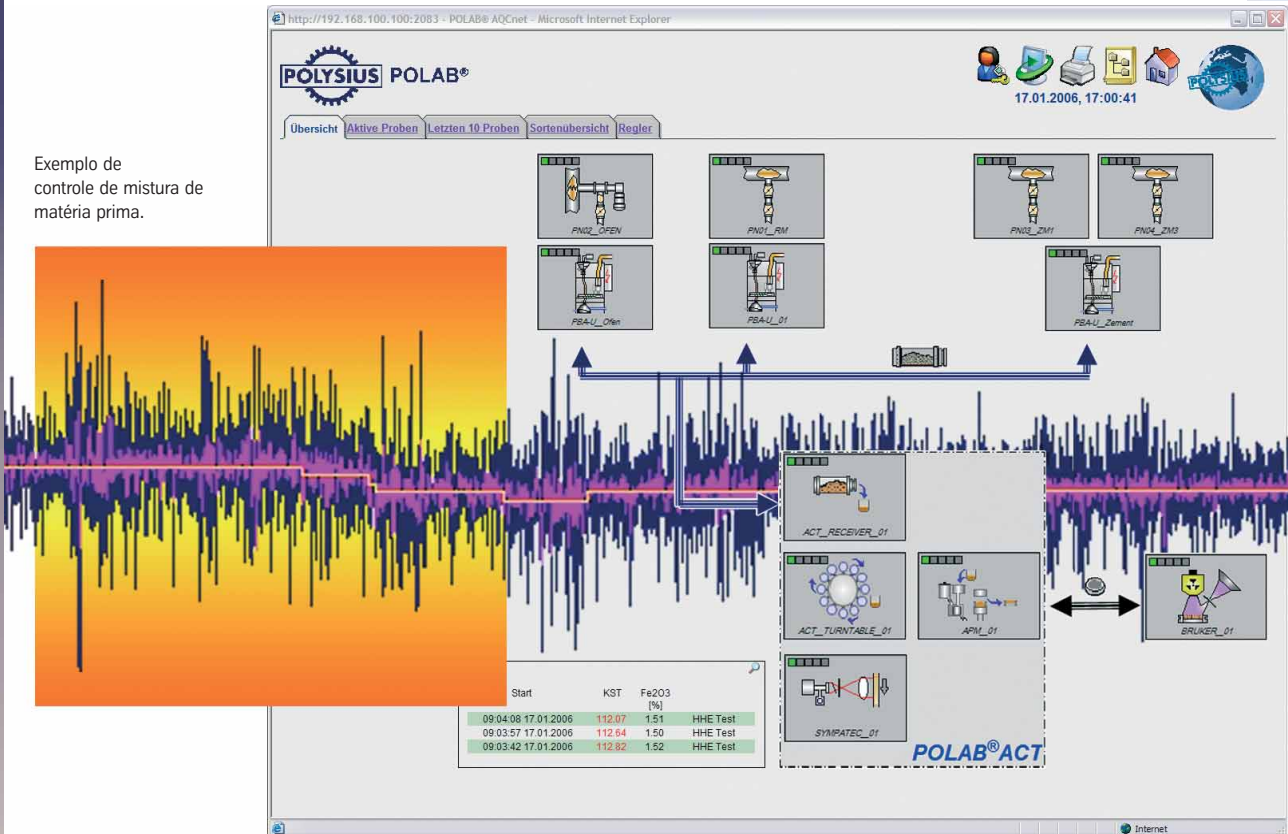 http://192.168.100.100:2083 - POLAB® AQCnet - Microsoft Internet Explorer
POLYSIUS POLAB®
POLYSIUS
17.01.2006, 17:00:41
Übersicht Aktive Proben Letzten 10 Proben Sortenübersicht Regler
Exemplo de
controle de mistura de
matéria prima.
PN02_OFEN
PN01_RM
PN03_ZM1
PN04_ZM3
PBA-U_Ofen
PBA-U_01
PBA-U_Zement
ACT_RECEIVER_01
ACT_TURNTABLE_01
APM_01
BRUKER_01
SYMPATEC_01
POLAB®ACT
Start KST Fe2O3
[%]
09:04:08 17.01.2006 112.07 1.51 HHE Test
09:03:57 17.01.2006 112.64 1.50 HHE Test
09:03:42 17.01.2006 112.82 1.52 HHE Test
Internet